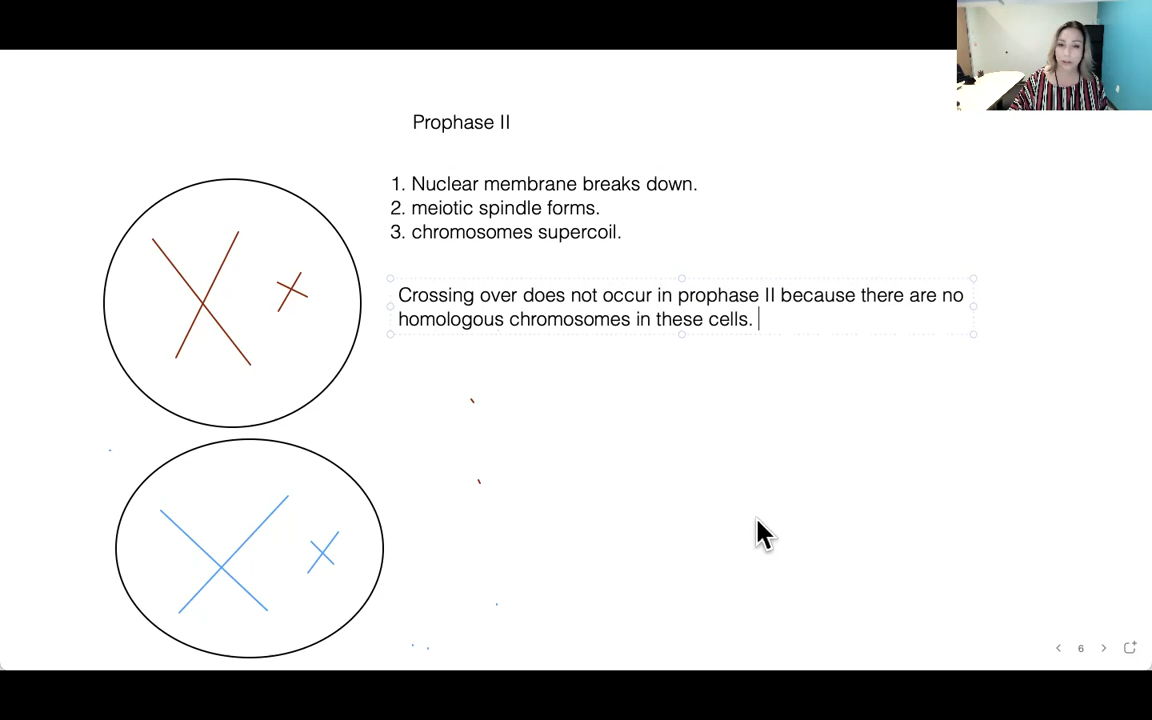 Prophase II
1. Nuclear membrane breaks down.
2. meiotic spindle forms.
3. chromosomes supercoil.
Crossing over does not occur in prophase II because there are no
homologous chromosomes in these cells.
6